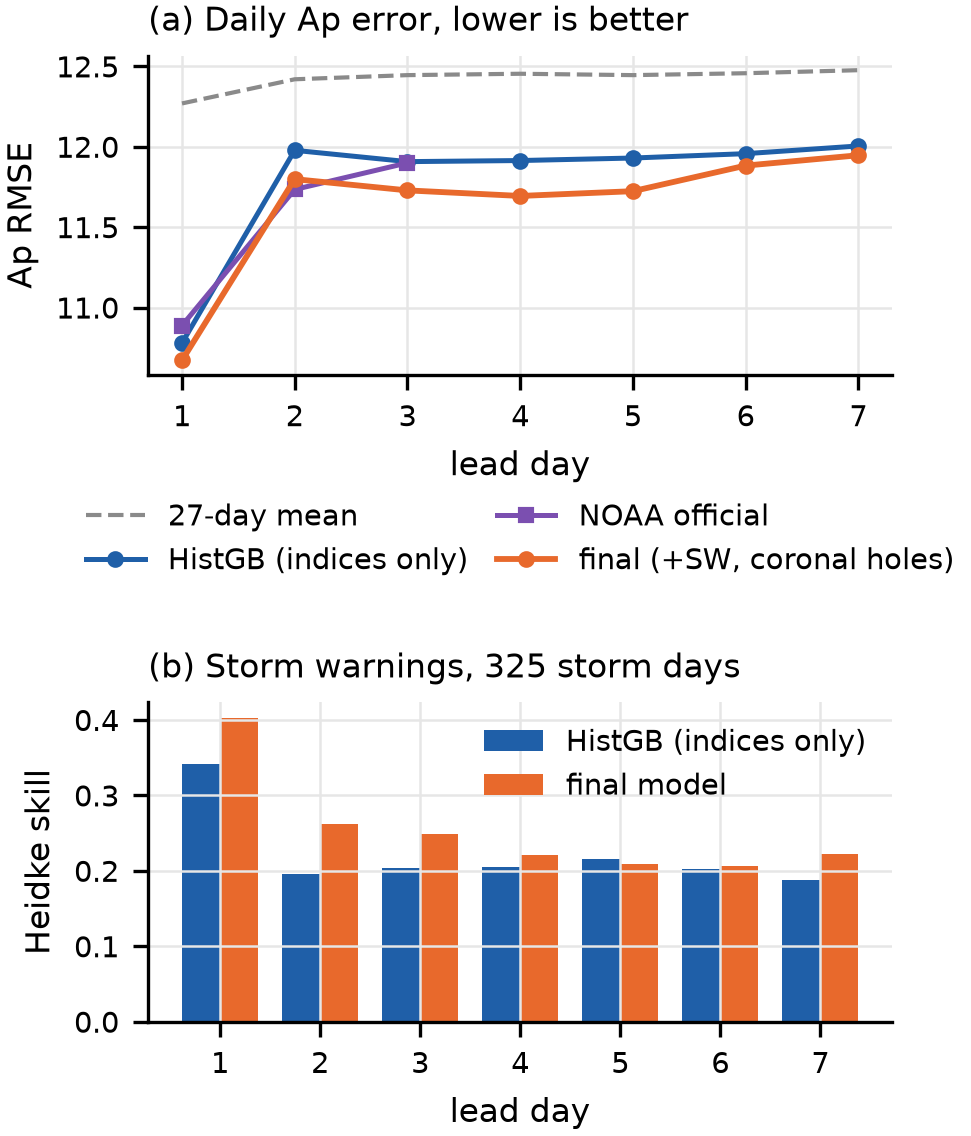 (a) Daily Ap error, lower is better
12.5
12.0
11.5
11.0
Ap RMSE
1 2 3 4 5 6 7
lead day
27-day mean
NOAA official
HistGB (indices only)
final (+SW, coronal holes)
(b) Storm warnings, 325 storm days
0.4
0.3
0.2
0.1
0.0
Heidke skill
HistGB (indices only)
final model
1 2 3 4 5 6 7
lead day